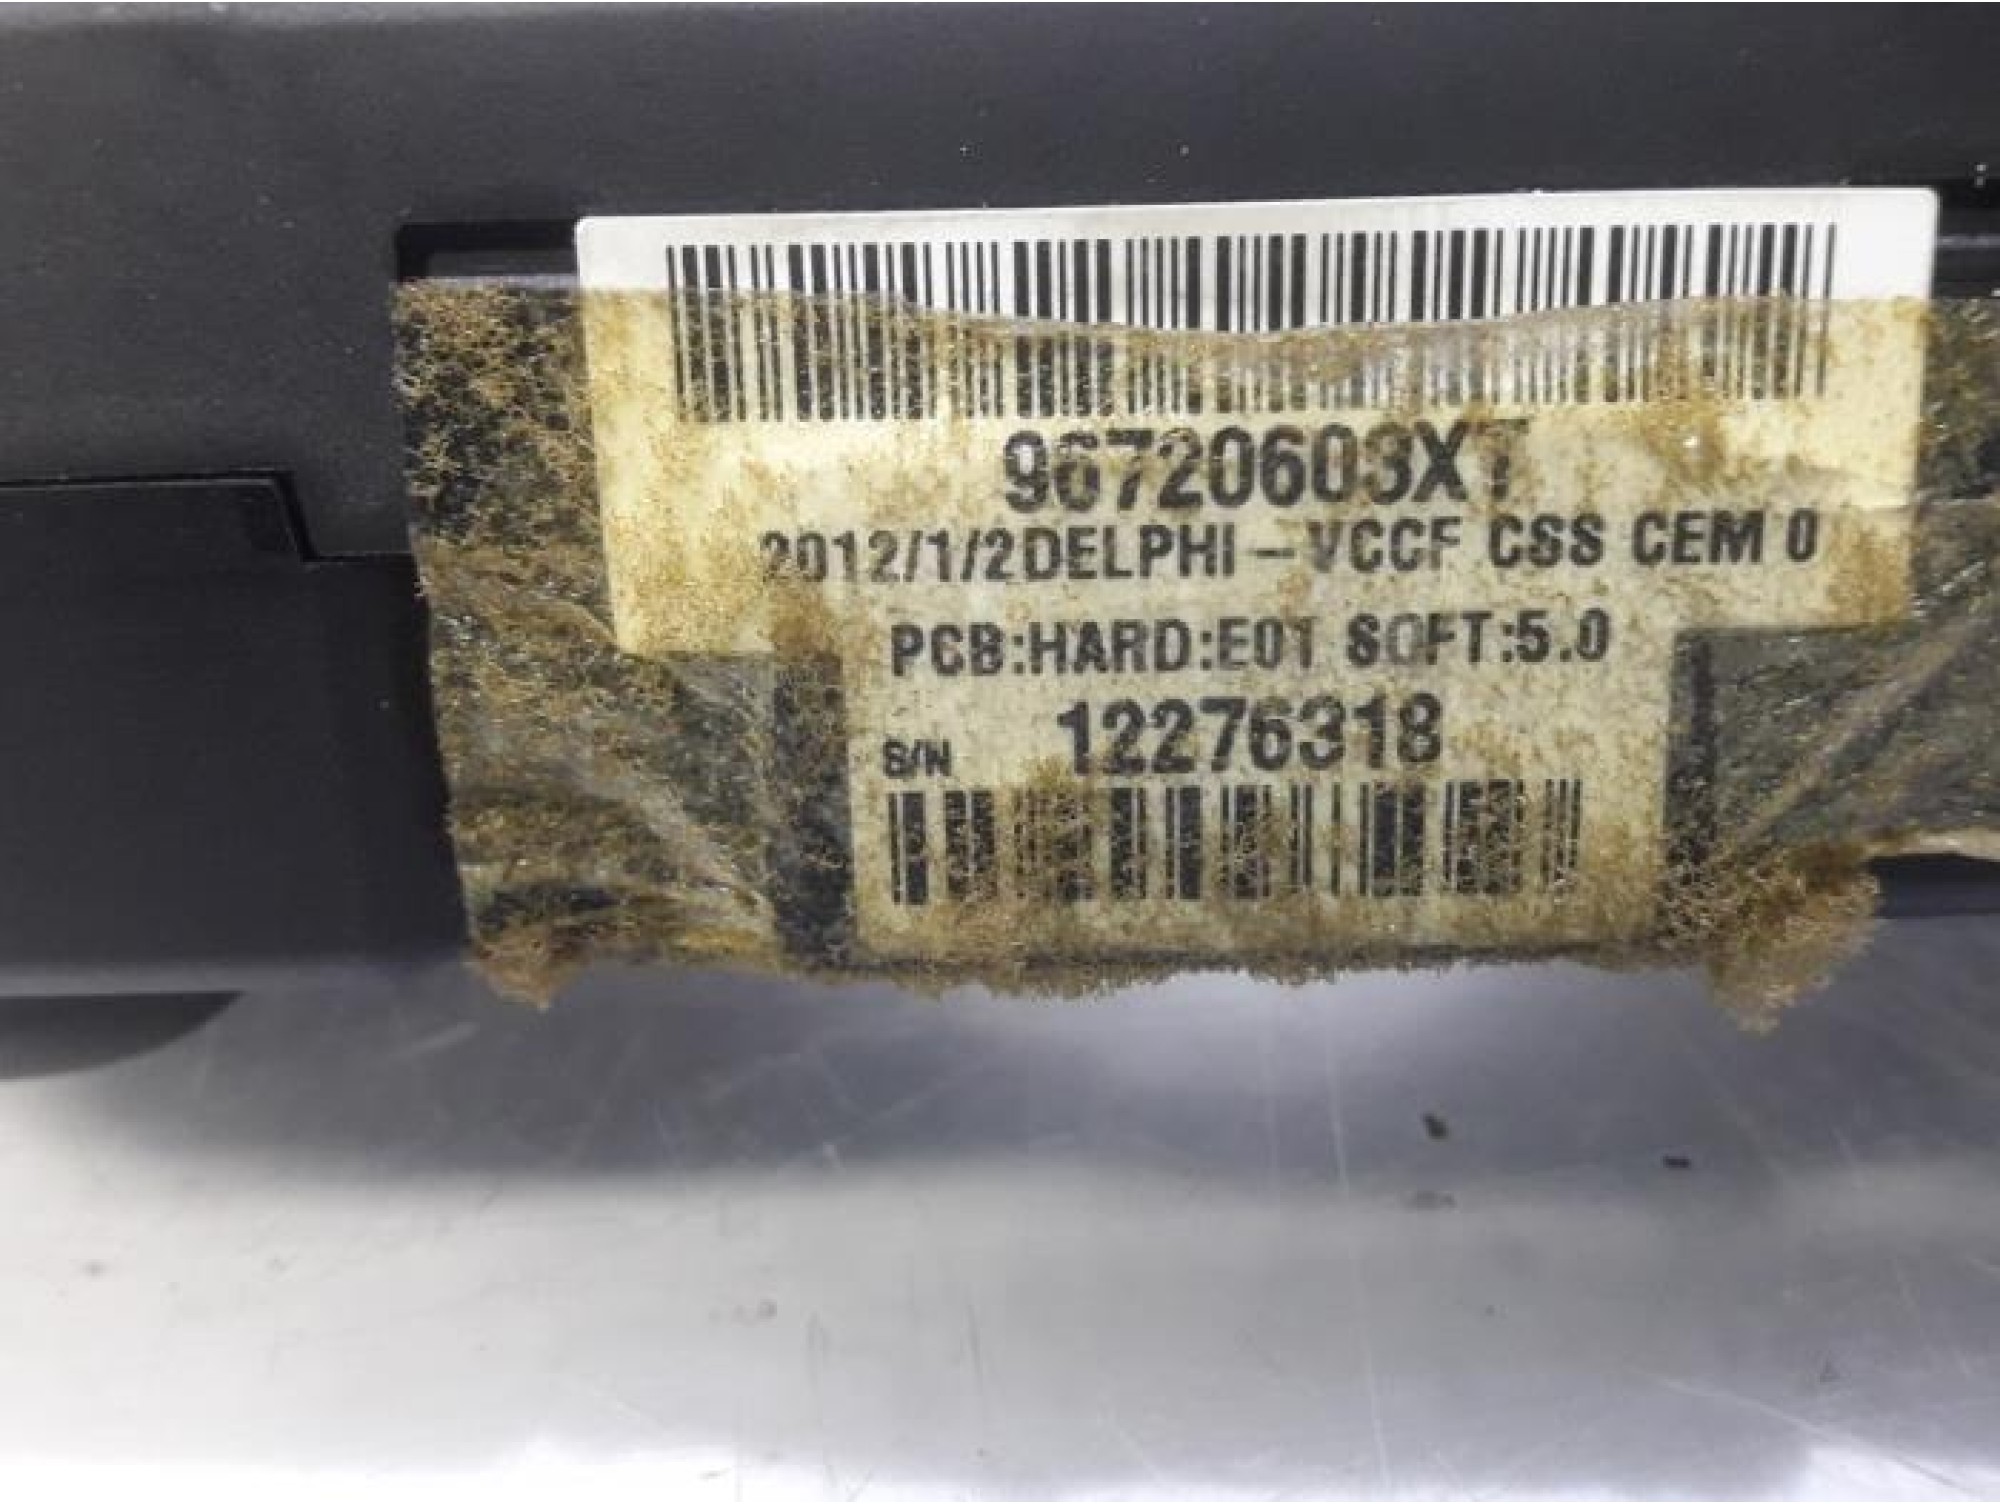 96720603XT
2012/1/2DELPHI-VCCF CSS CEM 0
PCB:HARD:E01 SOFT:5.0
S/N 12276318